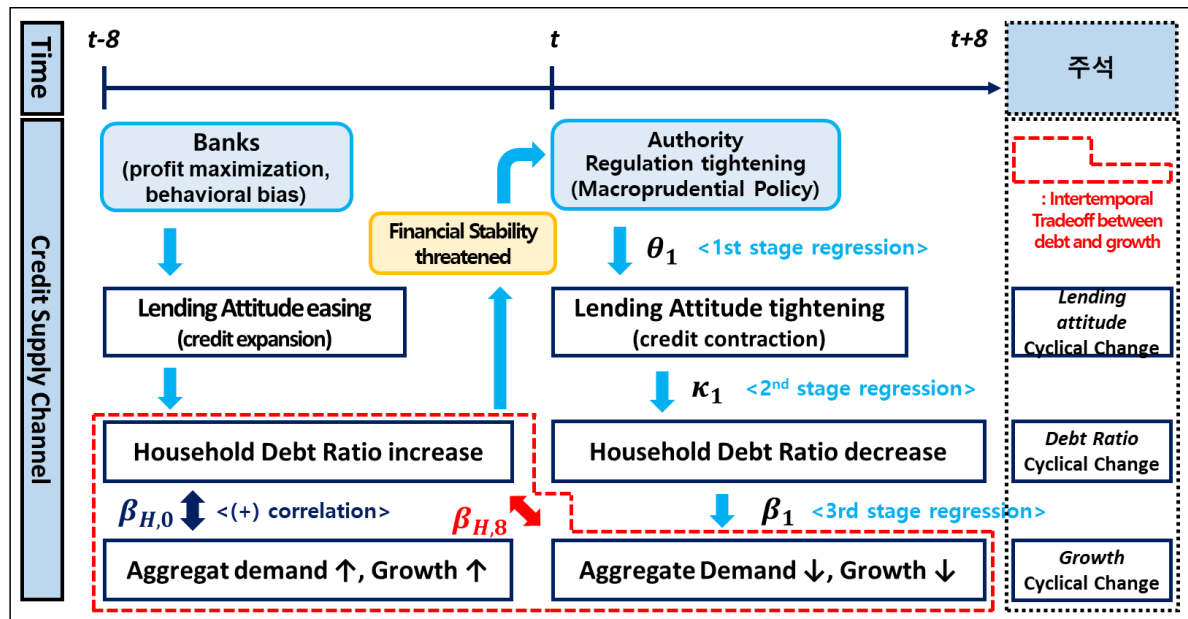 Time
t-8
t
t+8
주석
Credit Supply Channel
Banks
(profit maximization,
behavioral bias)
Authority
Regulation tightening
(Macroprudential Policy)
Financial Stability
threatened
: Intertemporal
Tradeoff between
debt and growth
θ₁ <1st stage regression>
Lending Attitude easing
(credit expansion)
Lending Attitude tightening
(credit contraction)
Lending
attitude
Cyclical Change
κ₁ <2nd stage regression>
Household Debt Ratio increase
Household Debt Ratio decrease
Debt Ratio
Cyclical Change
β_{H,0} <(+) correlation>
β_{H,8}
β₁ <3rd stage regression>
Aggregat demand ↑, Growth ↑
Aggregate Demand ↓, Growth ↓
Growth
Cyclical Change